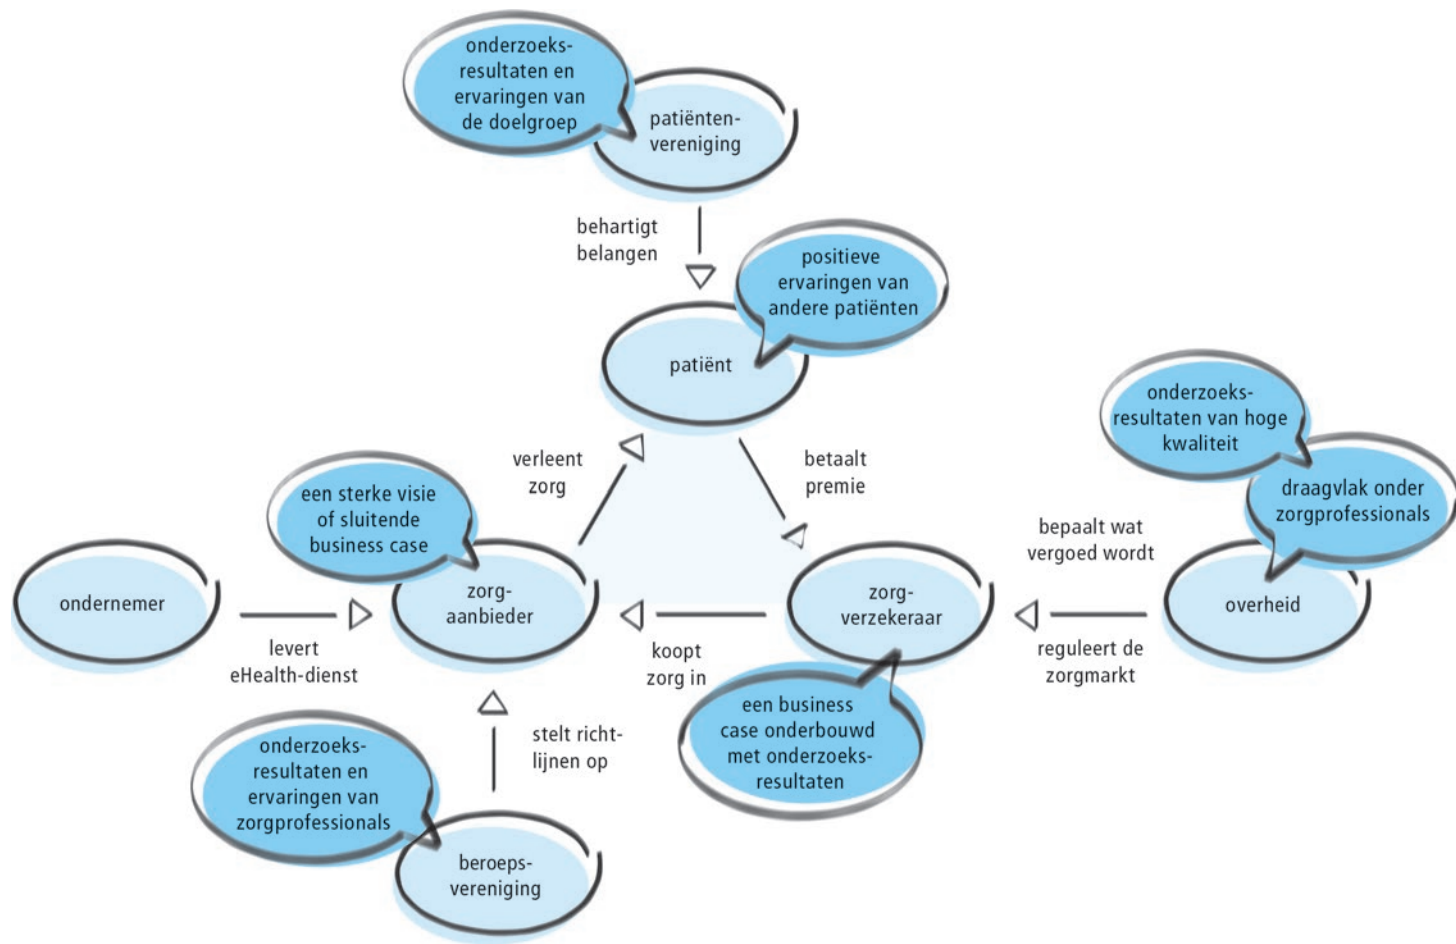 onderzoeks-
resultaten en
ervaringen van
de doelgroep
patiënten-
vereniging
behartigt
belangen
positieve
ervaringen van
andere patiënten
patiënt
onderzoeks-
resultaten van hoge
kwaliteit
draagvlak onder
zorgprofessionals
verleent
zorg
betaalt
premie
een sterke visie
of sluitende
business case
bepaalt wat
vergoed wordt
ondernemer
zorg-
aanbieder
zorg-
verzekeraar
overheid
levert
eHealth-dienst
koopt
zorg in
reguleert de
zorgmarkt
een business
case onderbouwd
met onderzoeks-
resultaten
stelt richt-
lijnen op
onderzoeks-
resultaten en
ervaringen van
zorgprofessionals
beroeps-
vereniging